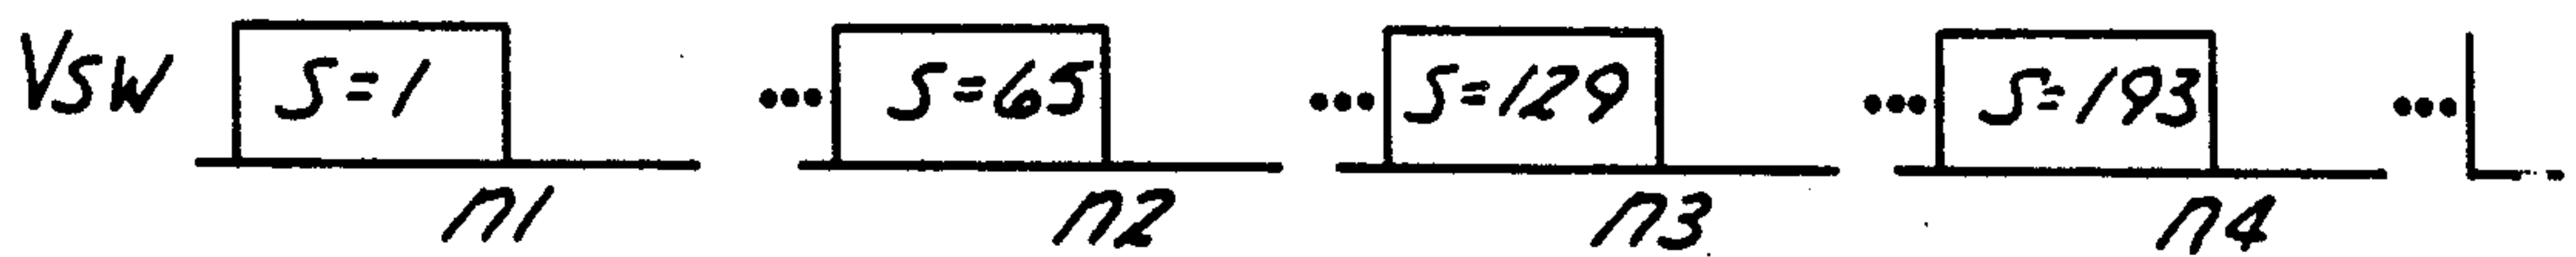 VSW S=1 ... S=65 ... S=129 ... S=193 ...
n1 n2 n3 n4